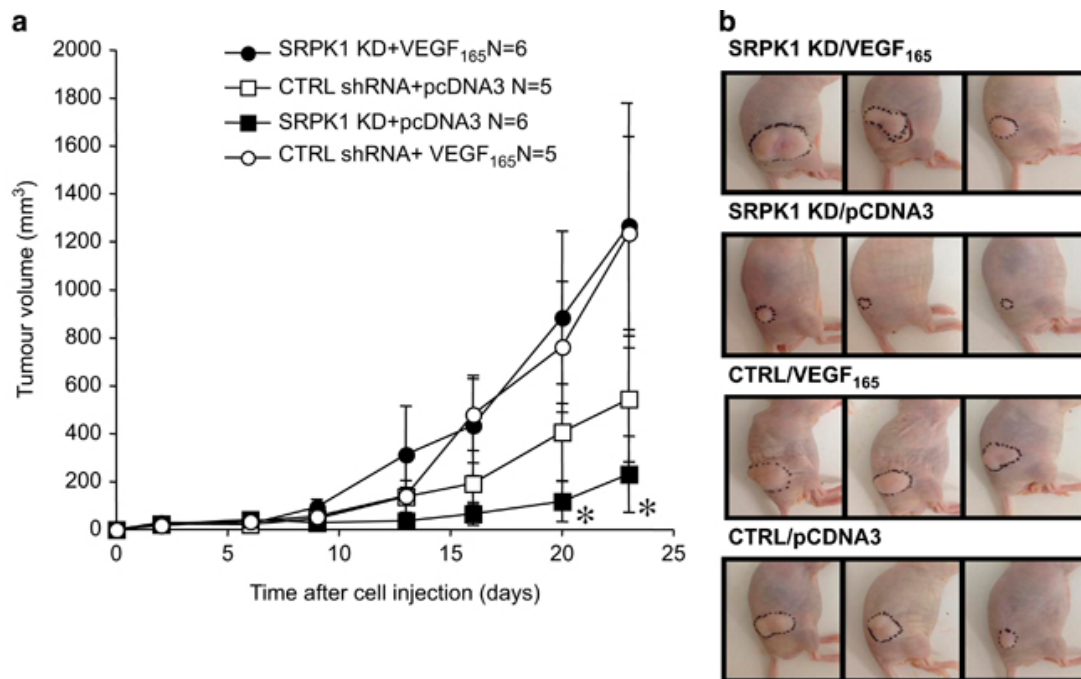 a
2000
1800
1600
1400
1200
1000
800
600
400
200
0
Tumour volume (mm³)
SRPK1 KD+VEGF₁₆₅N=6
CTRL shRNA+pcDNA3 N=5
SRPK1 KD+pcDNA3 N=6
CTRL shRNA+ VEGF₁₆₅N=5
*
*
0 5 10 15 20 25
Time after cell injection (days)
b
SRPK1 KD/VEGF₁₆₅
SRPK1 KD/pCDNA3
CTRL/VEGF₁₆₅
CTRL/pCDNA3